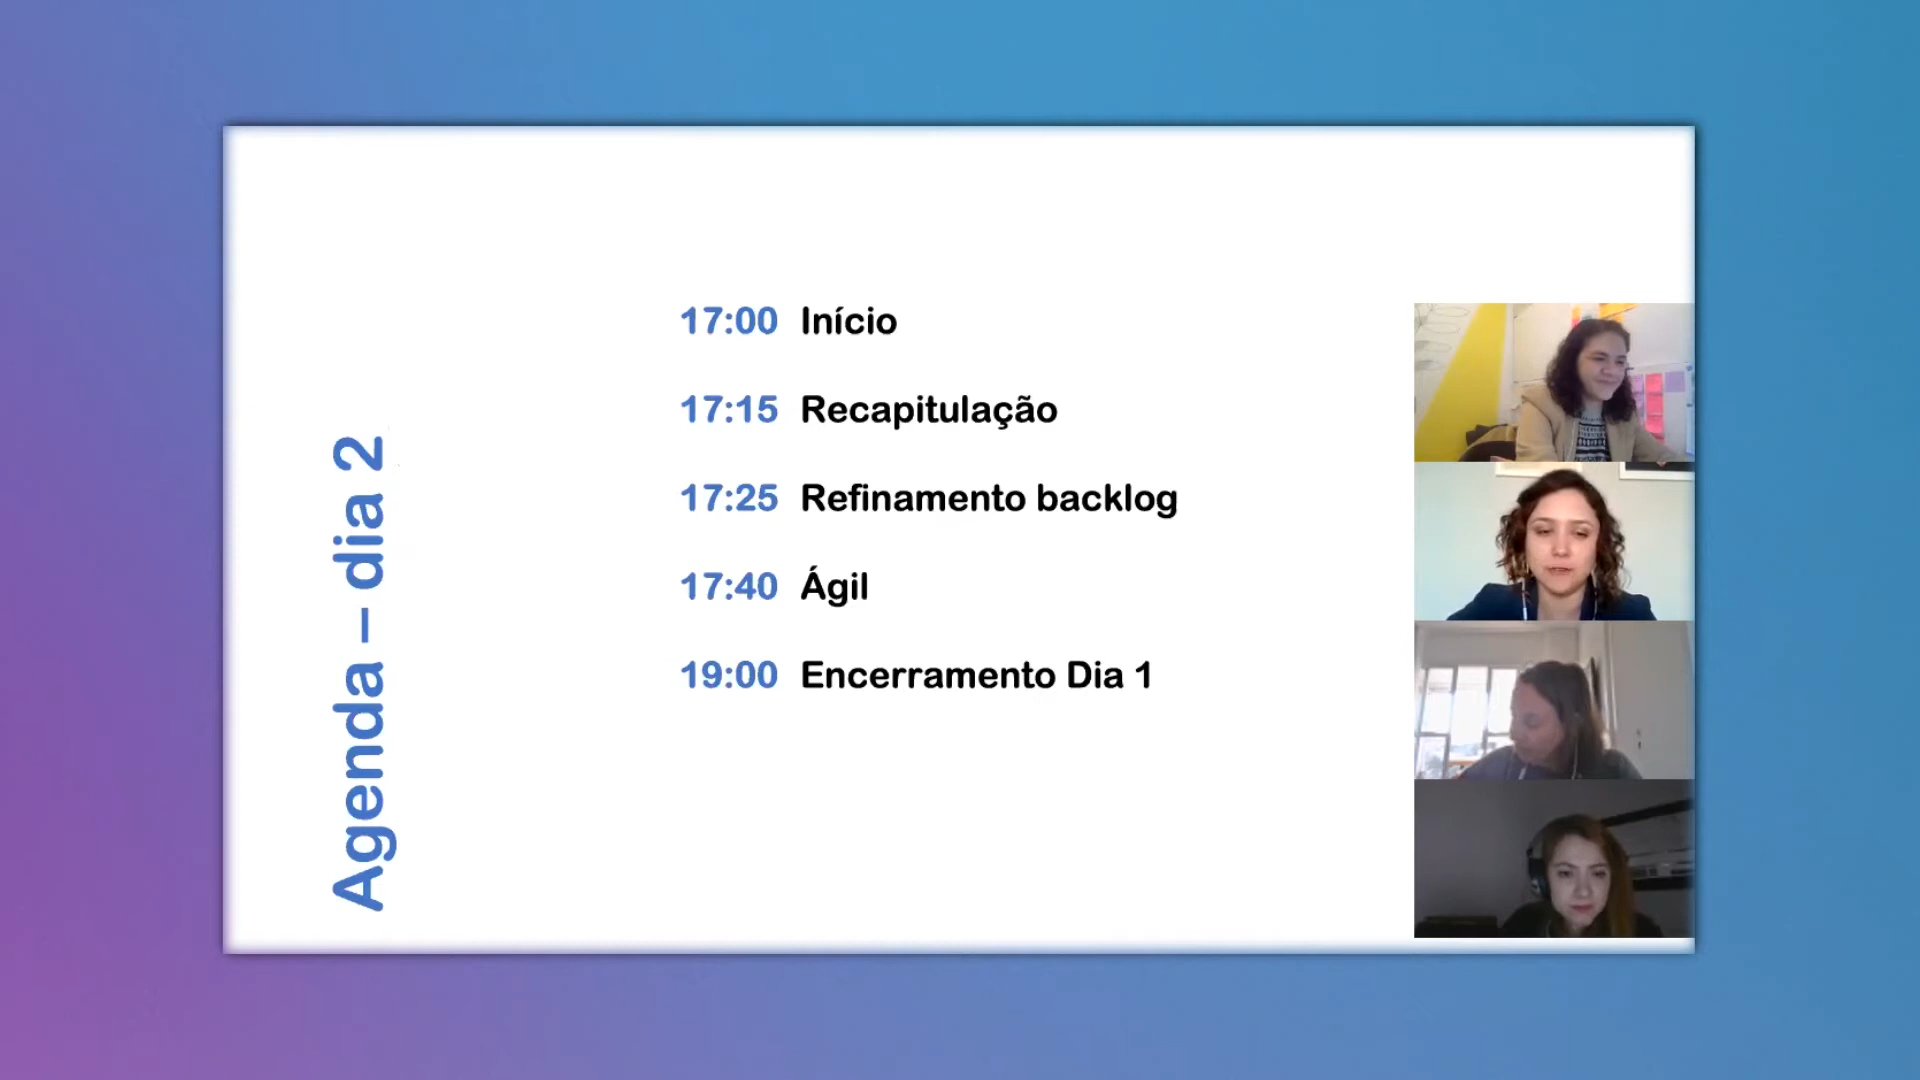 Agenda – dia 2
17:00 Início
17:15 Recapitulação
17:25 Refinamento backlog
17:40 Ágil
19:00 Encerramento Dia 1